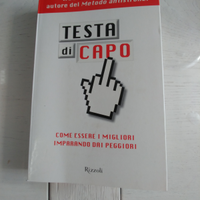 autore del Metodo antistronzi
TESTA
di CAPO
COME ESSERE I MIGLIORI
IMPARANDO DAI PEGGIORI
Rizzoli